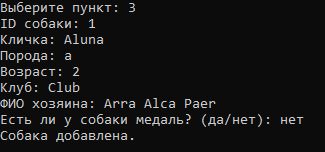 Выберите пункт: 3
ID собаки: 1
Кличка: Aluna
Порода: a
Возраст: 2
Клуб: Club
ФИО хозяина: Arra Alca Paer
Есть ли у собаки медаль? (да/нет): нет
Собака добавлена.